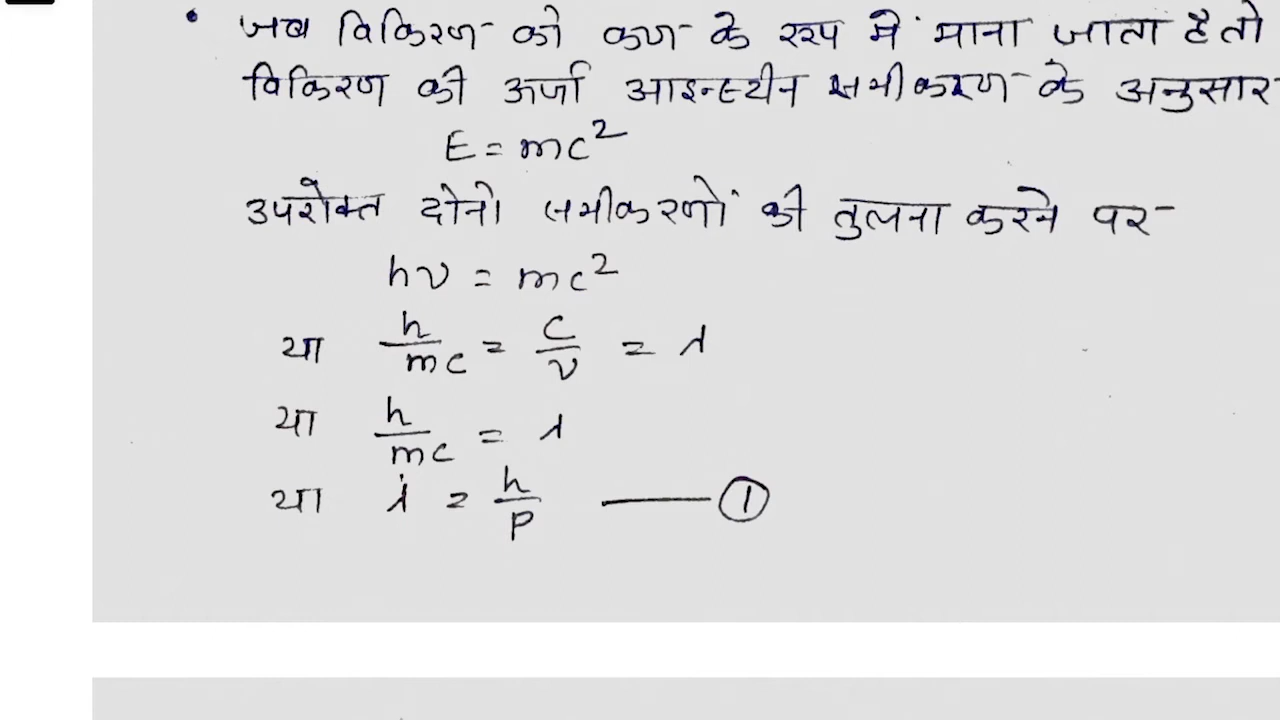 • जब विकिरण को कण के रूप में माना जाता है तो
विकिरण की ऊर्जा आइन्स्टीन समीकरण के अनुसार-
E = mc²
उपरोक्त दोनों समीकरणों की तुलना करने पर-
hν = mc²
या h/mc = c/ν = λ
या h/mc = λ
या λ = h/p —— ①